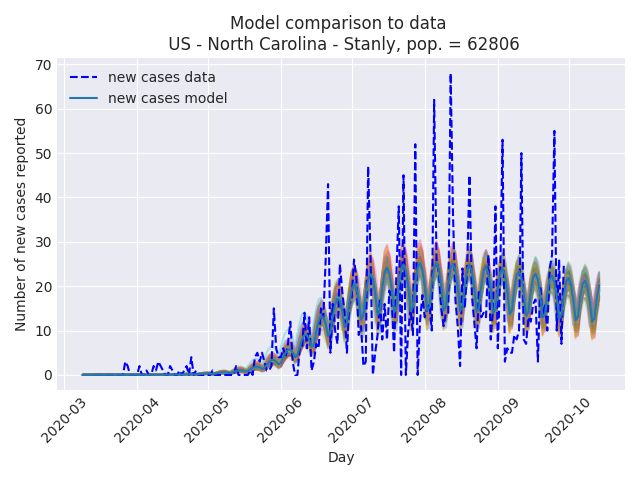 Model comparison to data
US - North Carolina - Stanly, pop. = 62806
new cases data
new cases model
Number of new cases reported
70
60
50
40
30
20
10
0
2020-03
2020-04
2020-05
2020-06
2020-07
2020-08
2020-09
2020-10
Day